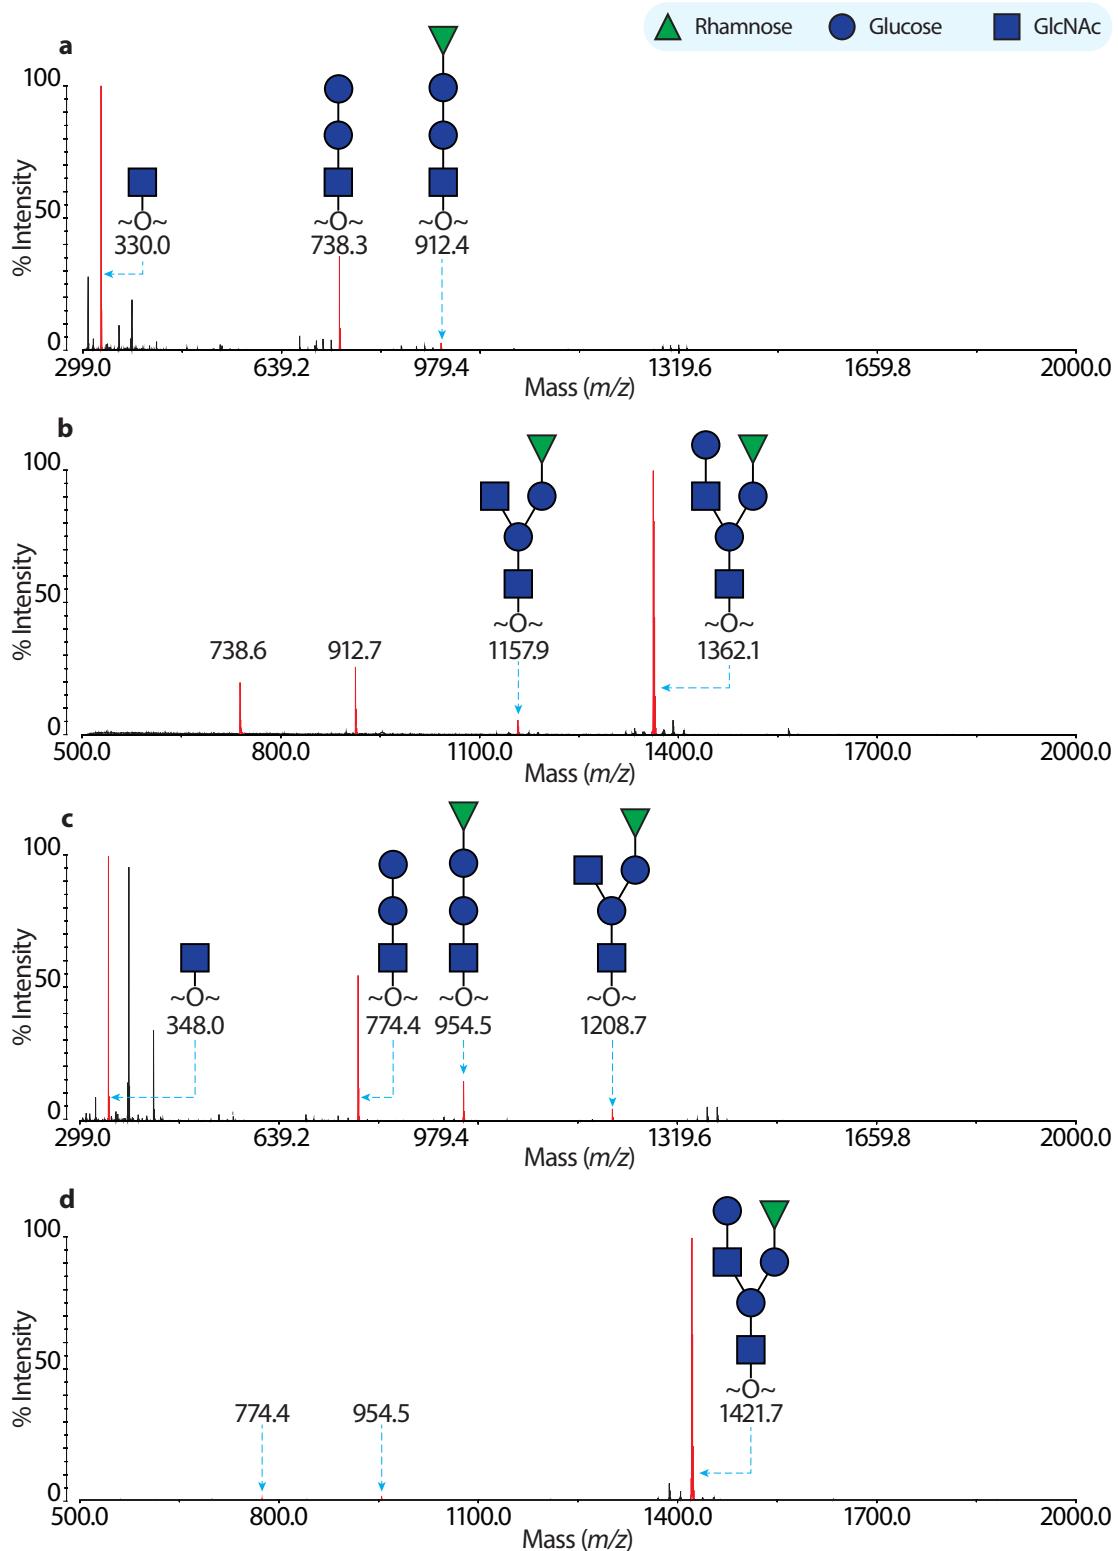 Rhamnose Glucose GlcNAc
a
100
50
0
% Intensity
~O~
330.0
~O~
738.3
~O~
912.4
299.0 639.2 979.4 1319.6 1659.8 2000.0
Mass (m/z)
b
100
50
0
% Intensity
738.6
912.7
~O~
1157.9
~O~
1362.1
500.0 800.0 1100.0 1400.0 1700.0 2000.0
Mass (m/z)
c
100
50
0
% Intensity
~O~
348.0
~O~
774.4
~O~
954.5
~O~
1208.7
299.0 639.2 979.4 1319.6 1659.8 2000.0
Mass (m/z)
d
100
50
0
% Intensity
774.4
954.5
~O~
1421.7
500.0 800.0 1100.0 1400.0 1700.0 2000.0
Mass (m/z)